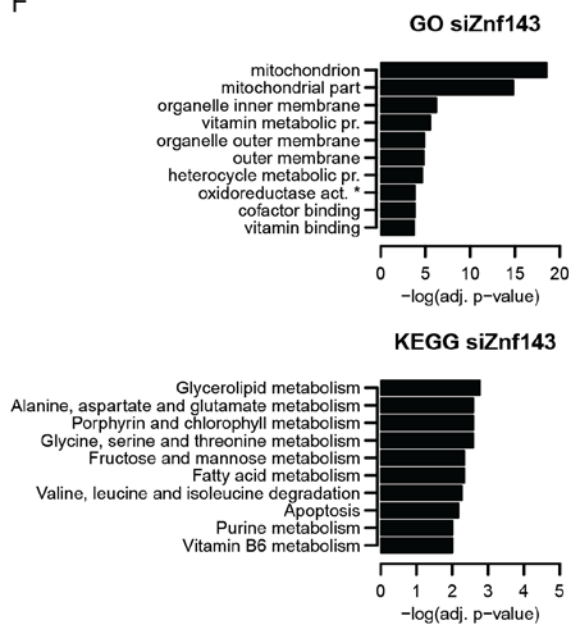 F
GO siZnf143
mitochondrion
mitochondrial part
organelle inner membrane
vitamin metabolic pr.
organelle outer membrane
outer membrane
heterocycle metabolic pr.
oxidoreductase act. *
cofactor binding
vitamin binding
0 5 10 15 20
−log(adj. p−value)
KEGG siZnf143
Glycerolipid metabolism
Alanine, aspartate and glutamate metabolism
Porphyrin and chlorophyll metabolism
Glycine, serine and threonine metabolism
Fructose and mannose metabolism
Fatty acid metabolism
Valine, leucine and isoleucine degradation
Apoptosis
Purine metabolism
Vitamin B6 metabolism
0 1 2 3 4 5
−log(adj. p−value)